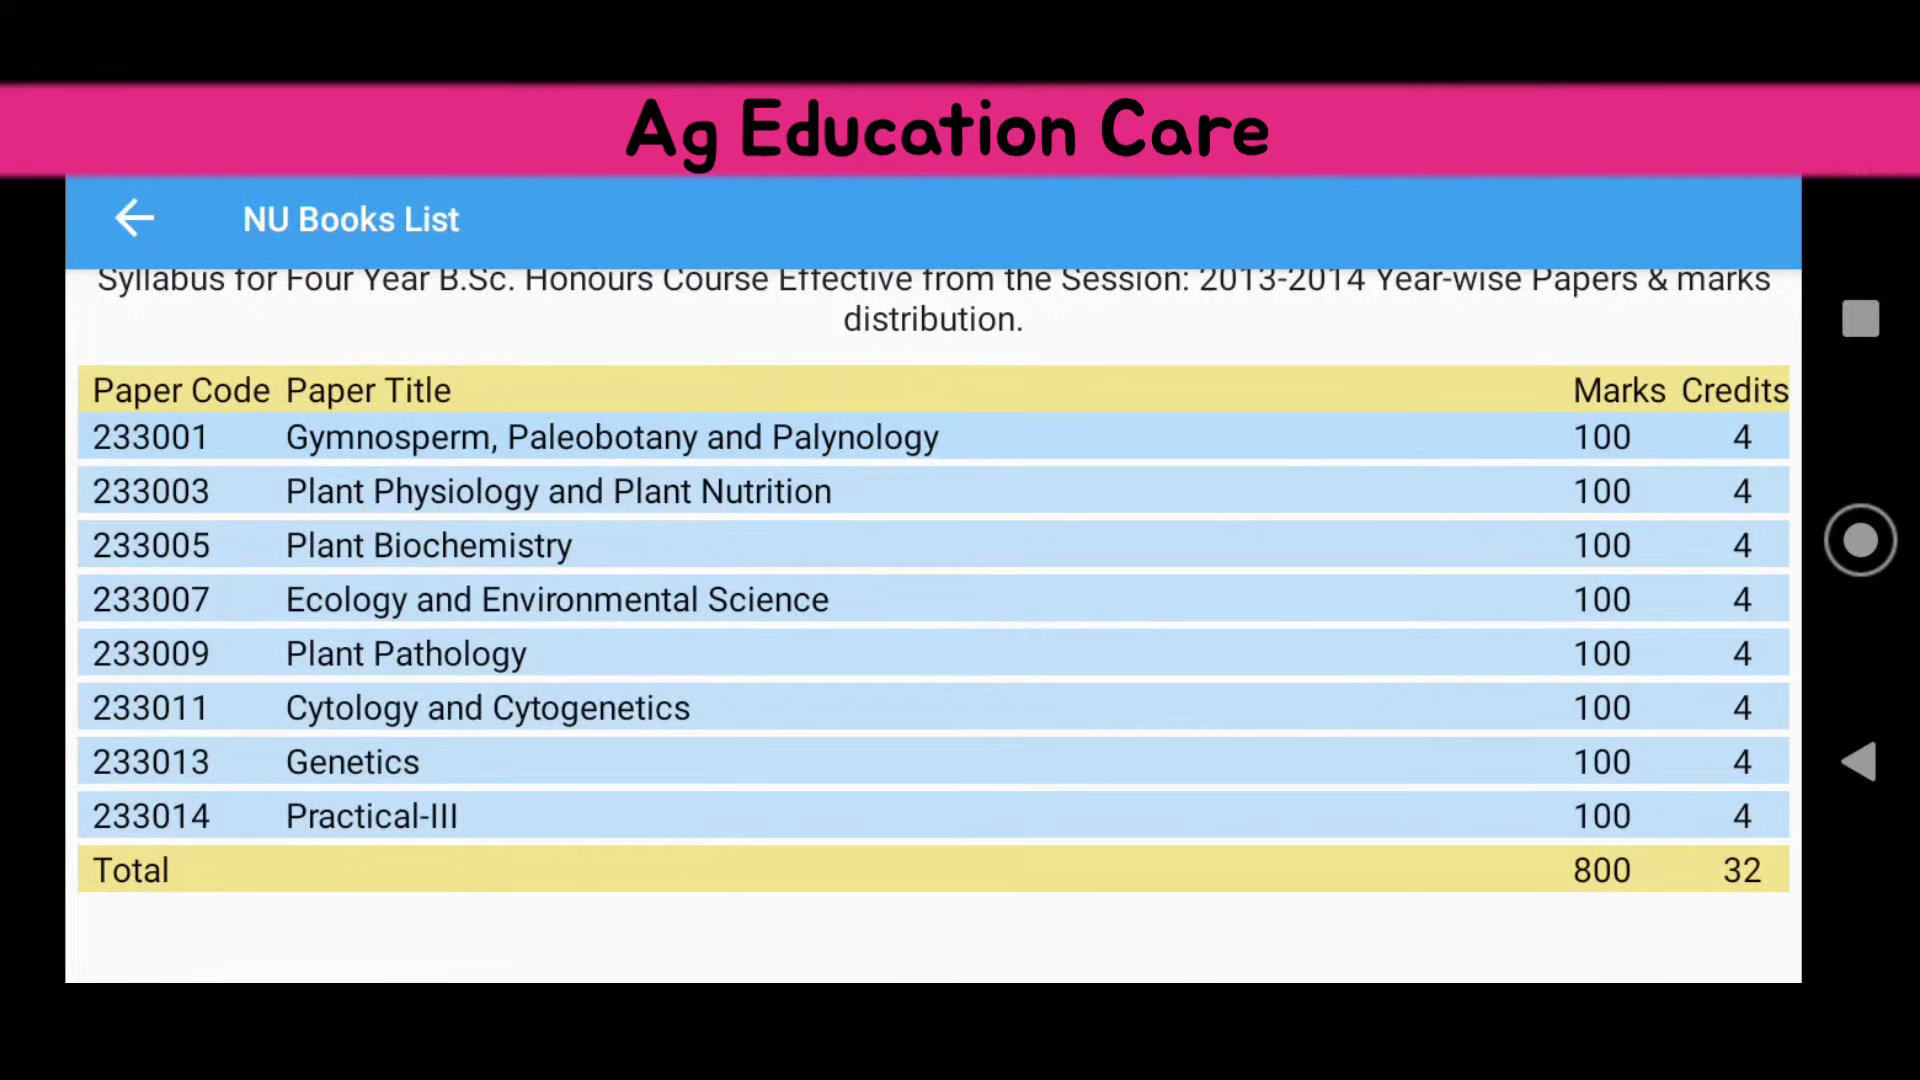 Ag Education Care
NU Books List
Syllabus for Four Year B.Sc. Honours Course Effective from the Session: 2013-2014 Year-wise Papers & marks
distribution.
Paper Code Paper Title Marks Credits
233001 Gymnosperm, Paleobotany and Palynology 100 4
233003 Plant Physiology and Plant Nutrition 100 4
233005 Plant Biochemistry 100 4
233007 Ecology and Environmental Science 100 4
233009 Plant Pathology 100 4
233011 Cytology and Cytogenetics 100 4
233013 Genetics 100 4
233014 Practical-III 100 4
Total 800 32